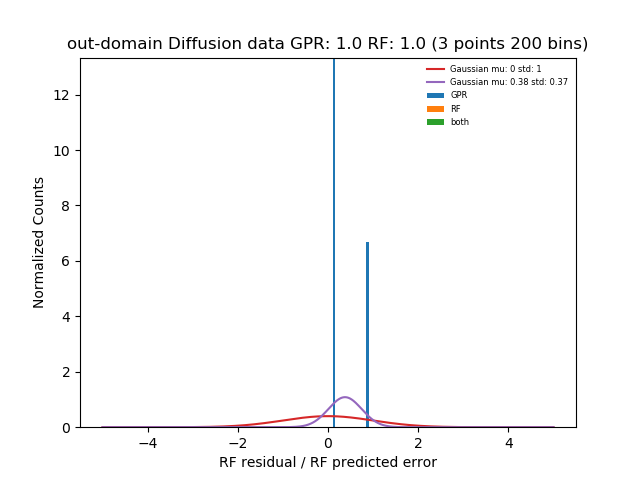 out-domain Diffusion data GPR: 1.0 RF: 1.0 (3 points 200 bins)
Gaussian mu: 0 std: 1
Gaussian mu: 0.38 std: 0.37
GPR
RF
both
Normalized Counts
12
10
8
6
4
2
0
−4
−2
0
2
4
RF residual / RF predicted error